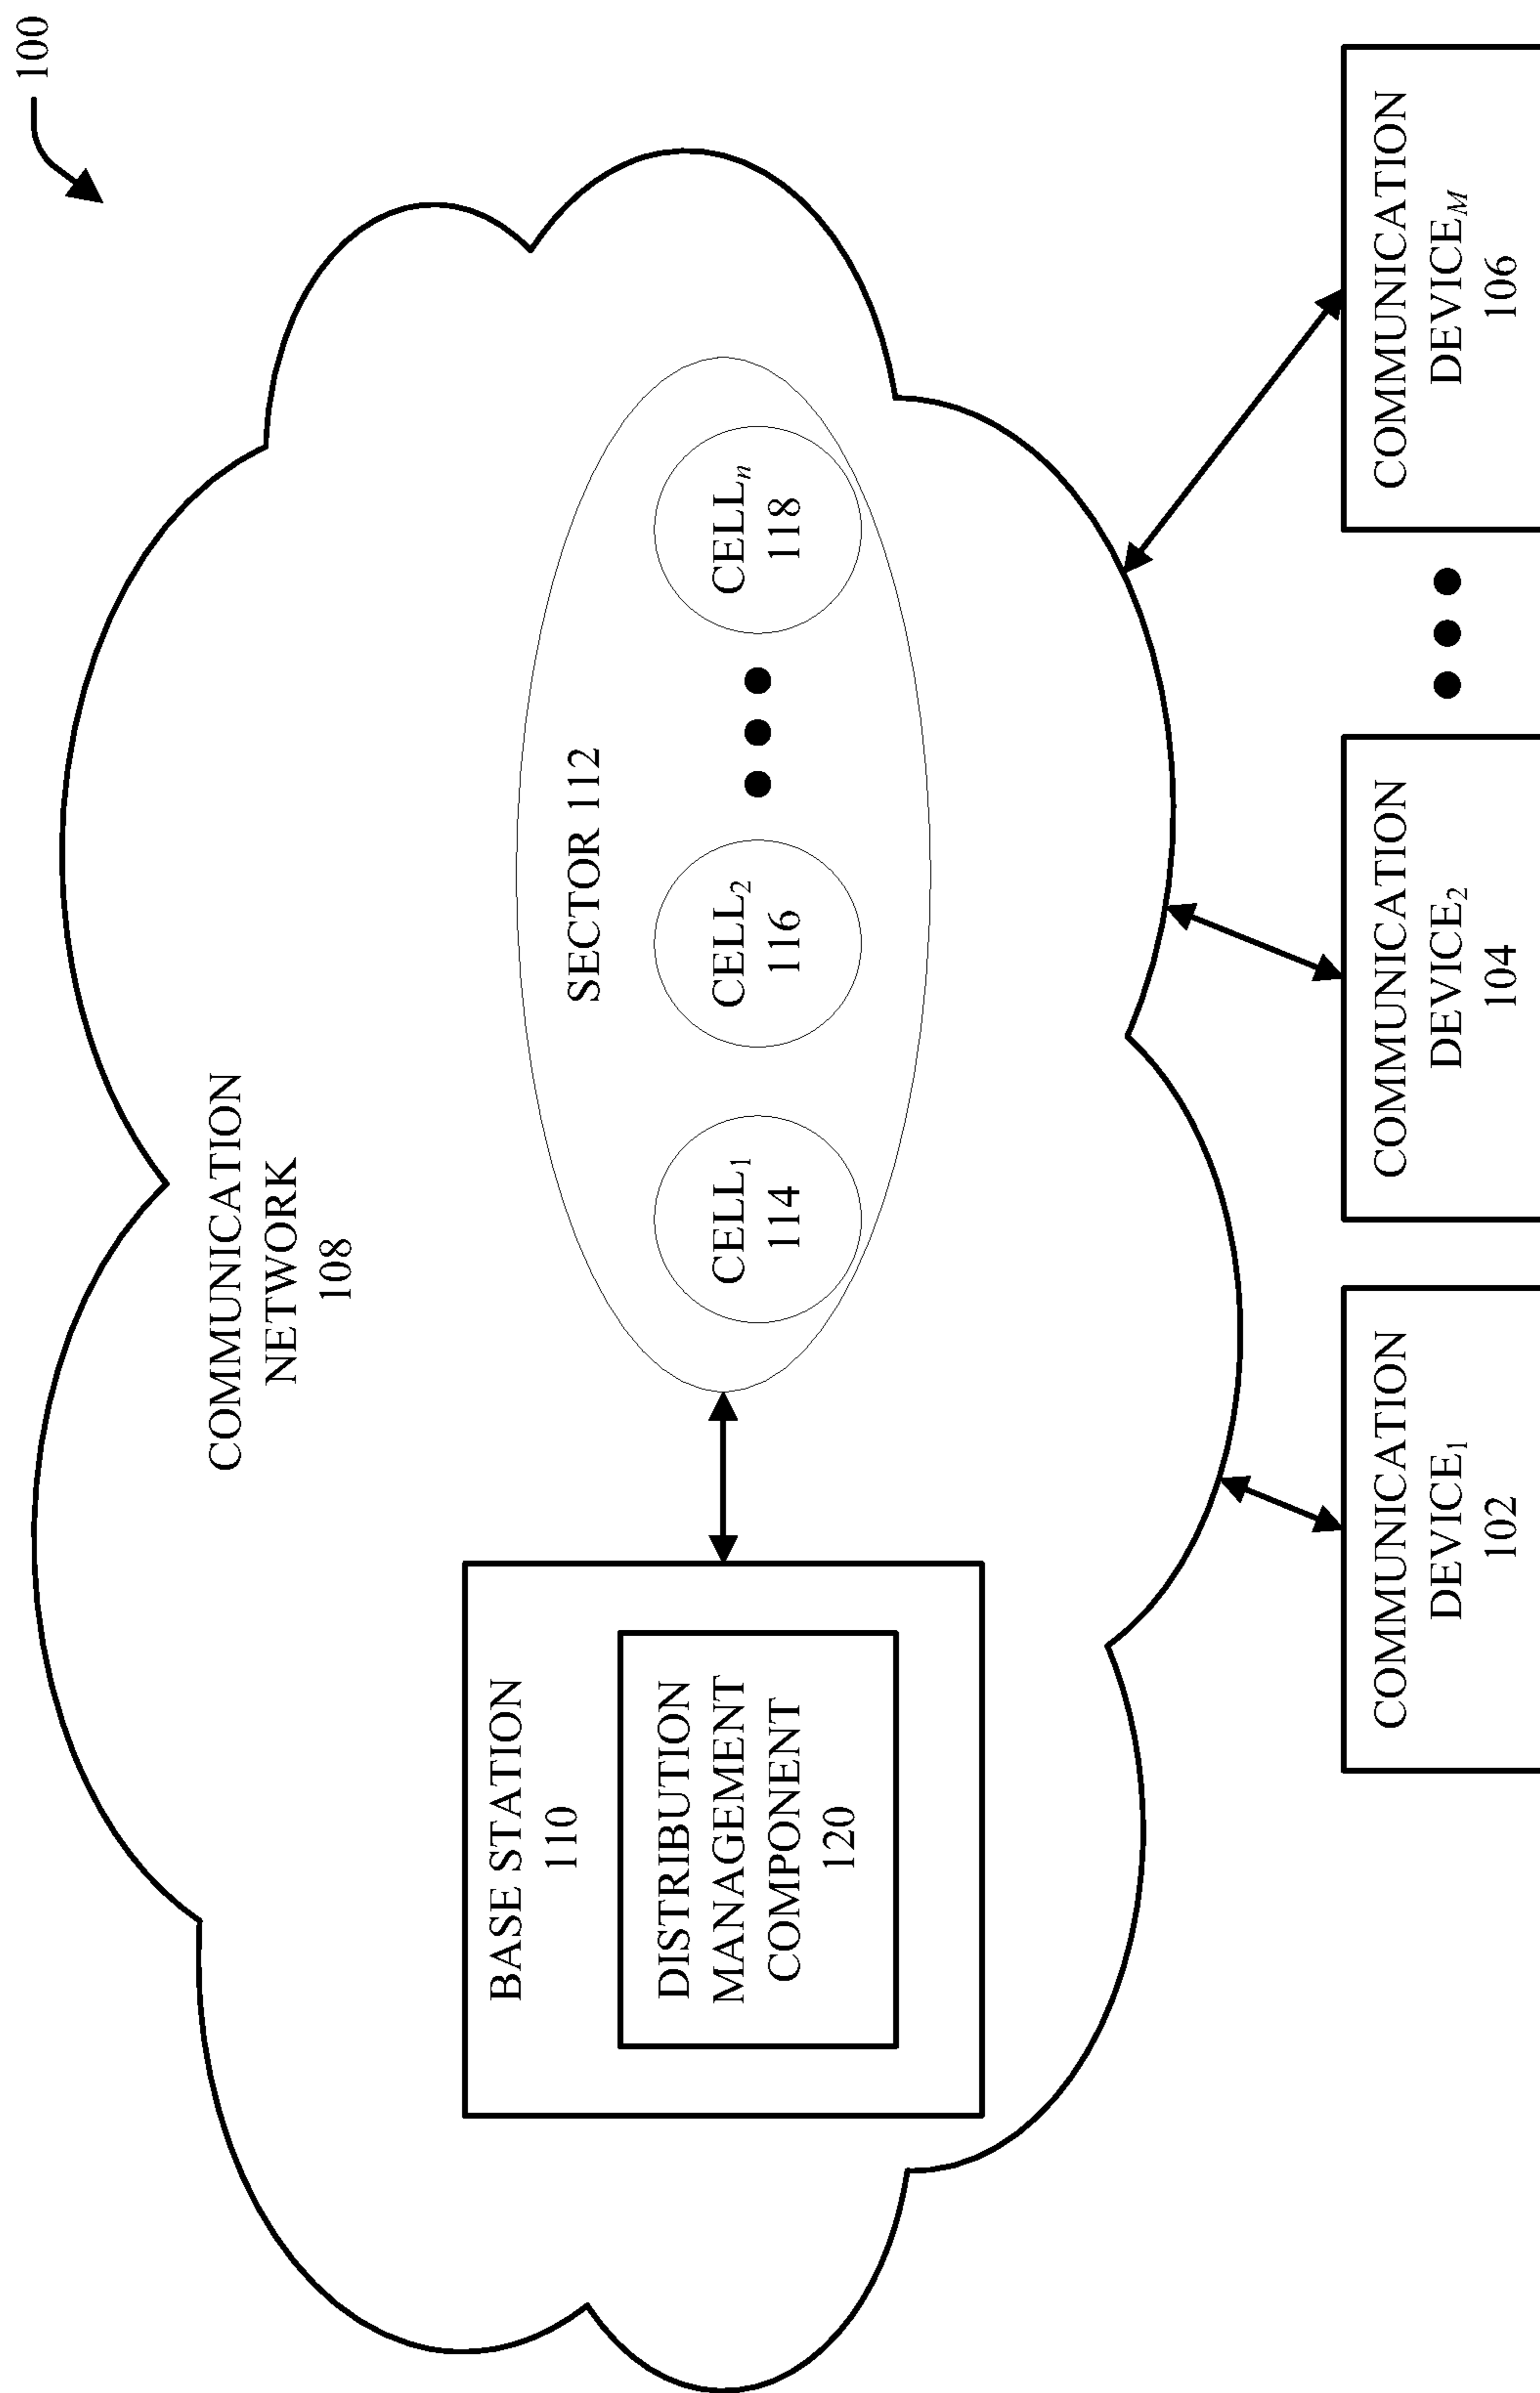 100
COMMUNICATION
NETWORK
108
BASE STATION
110
DISTRIBUTION
MANAGEMENT
COMPONENT
120
SECTOR 112
CELL1
114
CELL2
116
CELLn
118
COMMUNICATION
DEVICE1
102
COMMUNICATION
DEVICE2
104
COMMUNICATION
DEVICEM
106